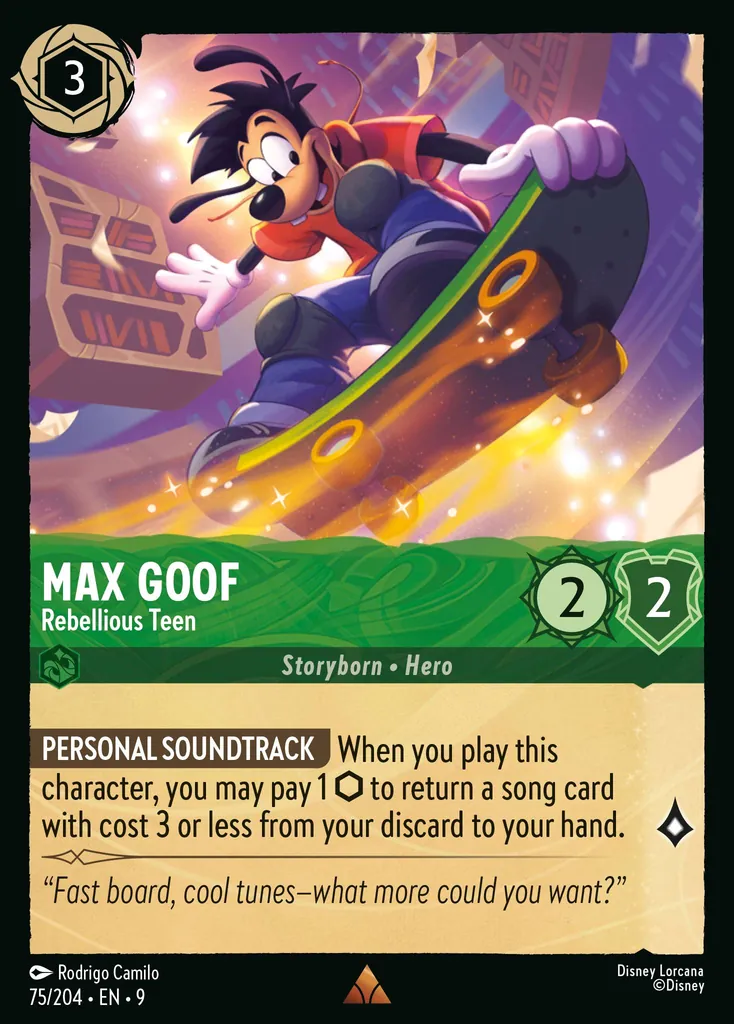 3
MAX GOOF
Rebellious Teen
2
2
Storyborn • Hero
PERSONAL SOUNDTRACK When you play this
character, you may pay 1 ⬡ to return a song card
with cost 3 or less from your discard to your hand.
“Fast board, cool tunes—what more could you want?”
Rodrigo Camilo
75/204 • EN • 9
Disney Lorcana
©Disney